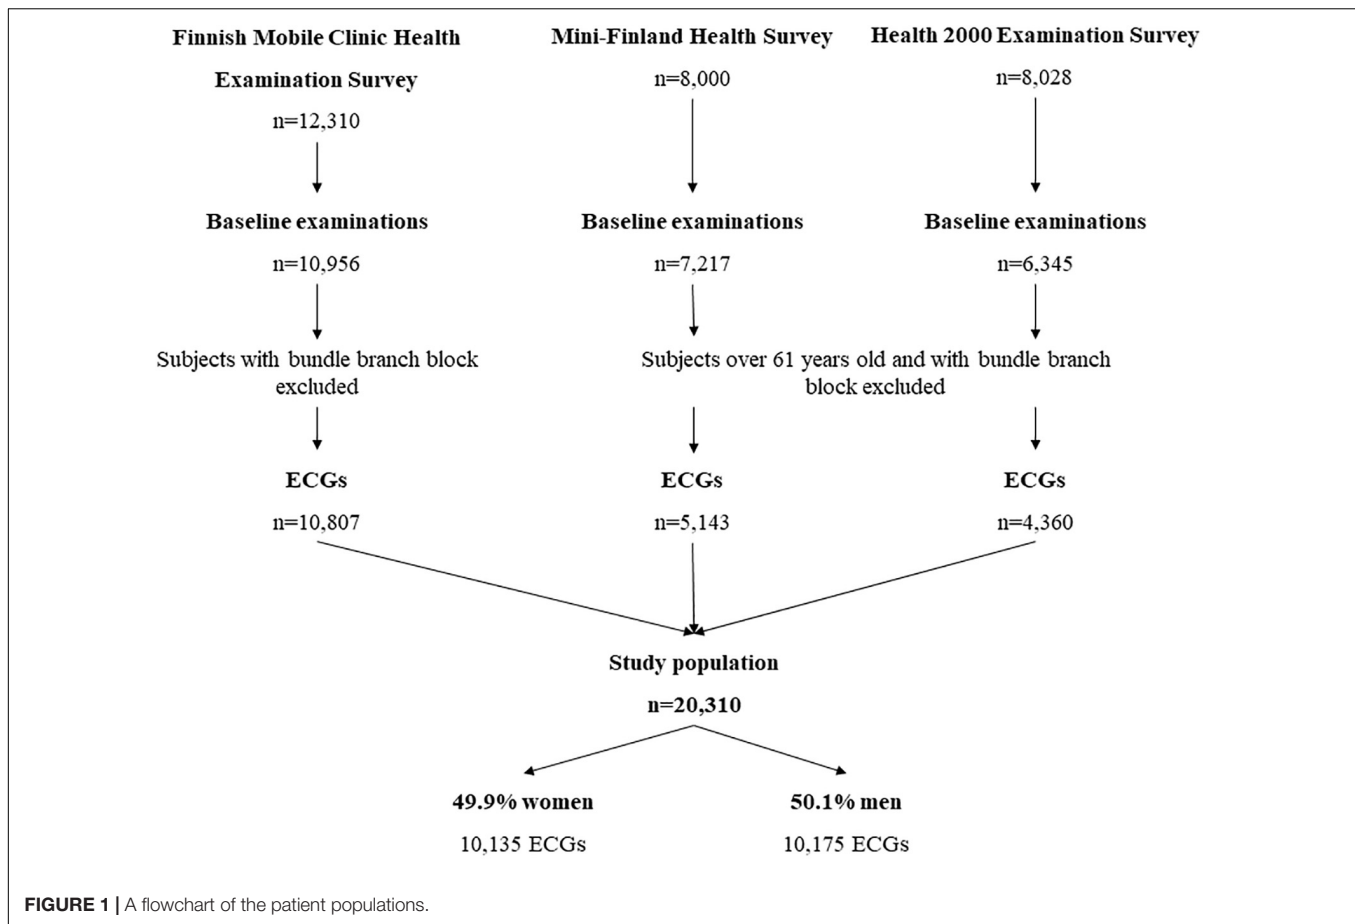 Finnish Mobile Clinic Health
Examination Survey
n=12,310
Mini-Finland Health Survey
n=8,000
Health 2000 Examination Survey
n=8,028
Baseline examinations
n=10,956
Baseline examinations
n=7,217
Baseline examinations
n=6,345
Subjects with bundle branch block
excluded
Subjects over 61 years old and with bundle branch
block excluded
ECGs
n=10,807
ECGs
n=5,143
ECGs
n=4,360
Study population
n=20,310
49.9% women
10,135 ECGs
50.1% men
10,175 ECGs
FIGURE 1 | A flowchart of the patient populations.